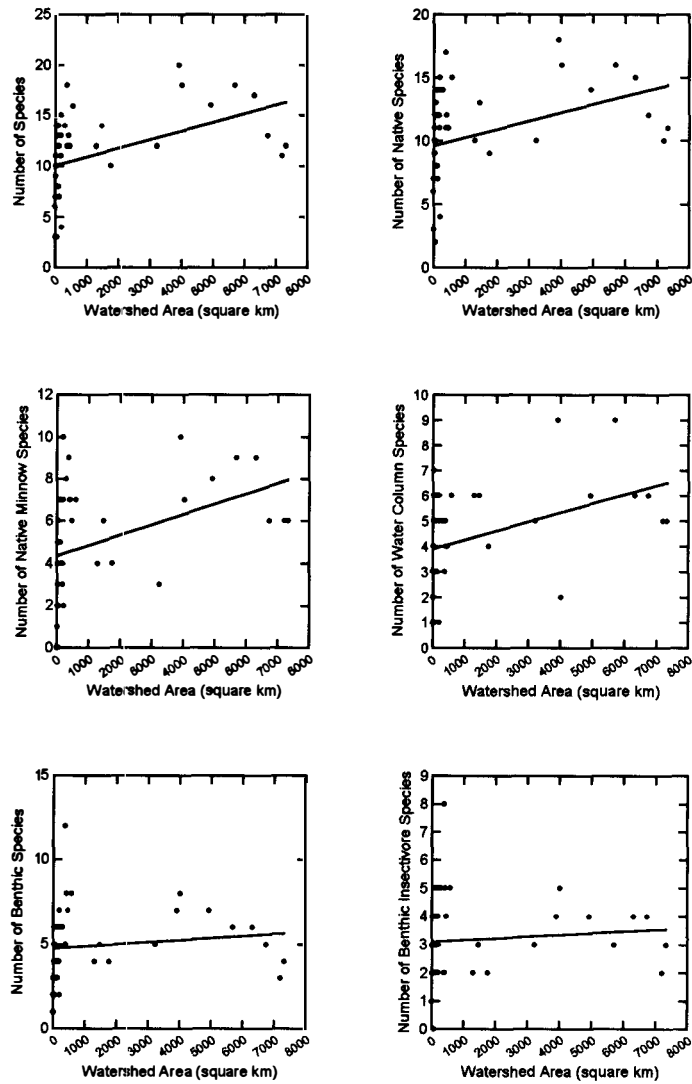 Number of Species
25
20
15
10
5
0
0 1000 2000 3000 4000 5000 6000 7000 8000
Watershed Area (square km)
Number of Native Species
20
15
10
5
0
0 1000 2000 3000 4000 5000 6000 7000 8000
Watershed Area (square km)
Number of Native Minnow Species
12
10
8
6
4
2
0
0 1000 2000 3000 4000 5000 6000 7000 8000
Watershed Area (square km)
Number of Water Column Species
10
9
8
7
6
5
4
3
2
1
0
0 1000 2000 3000 4000 5000 6000 7000 8000
Watershed Area (square km)
Number of Benthic Species
15
10
5
0
0 1000 2000 3000 4000 5000 6000 7000 8000
Watershed Area (square km)
Number of Benthic Insectivore Species
9
8
7
6
5
4
3
2
1
0
0 1000 2000 3000 4000 5000 6000 7000 8000
Watershed Area (square km)